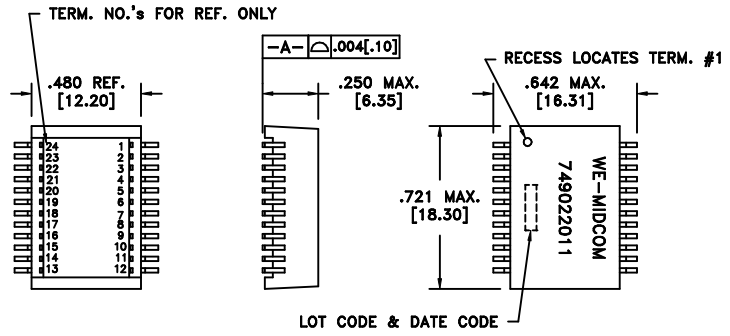 TERM. NO.'s FOR REF. ONLY
-A- ⌓ .004[.10]
RECESS LOCATES TERM. #1
.480 REF.
[12.20]
.250 MAX.
[6.35]
.642 MAX.
[16.31]
24 1
23 2
22 3
21 4
20 5
19 6
18 7
17 8
16 9
15 10
14 11
13 12
.721 MAX.
[18.30]
WE-MIDCOM
749022011
LOT CODE & DATE CODE